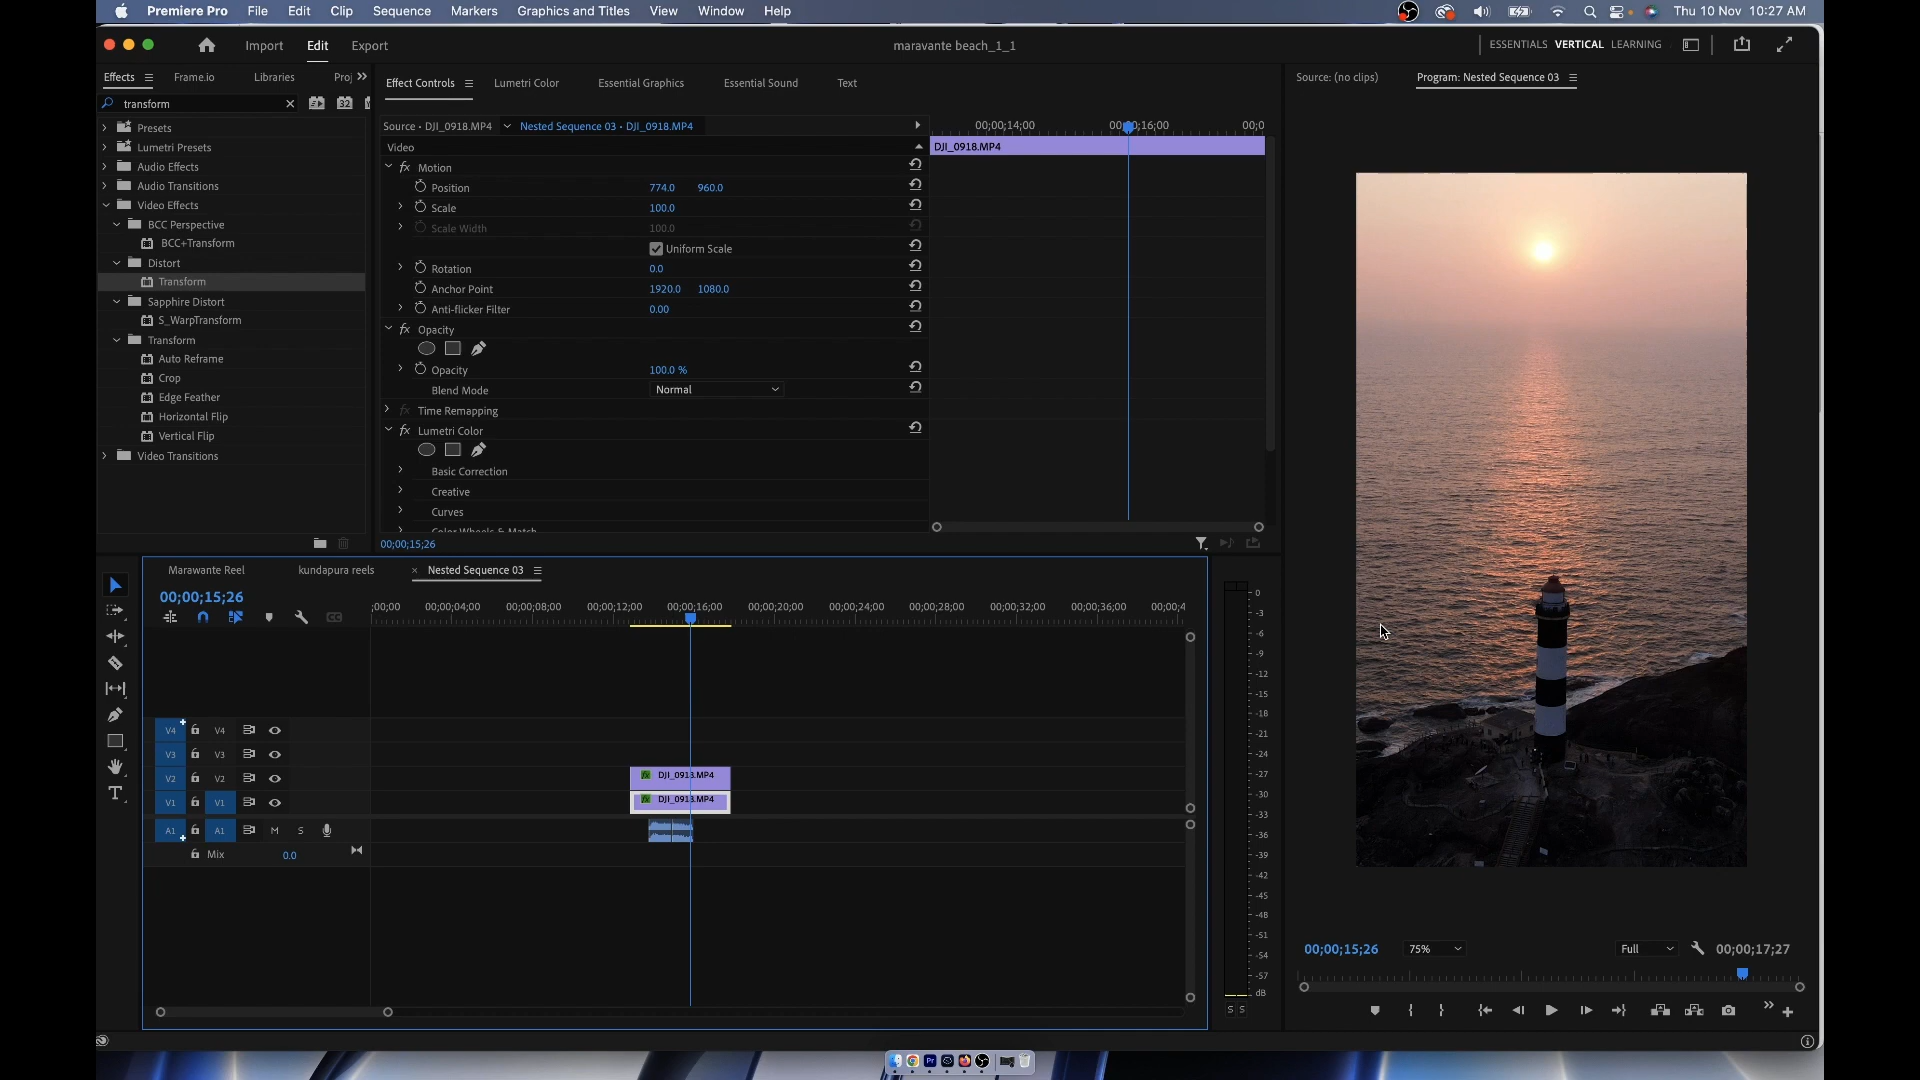 Premiere Pro File Edit Clip Sequence Markers Graphics and Titles View Window Help Thu 10 Nov 10:27 AM
Import Edit Export maravante beach_1_1 ESSENTIALS VERTICAL LEARNING
Effects Frame.io Libraries Proj
transform
32
Presets
Lumetri Presets
Audio Effects
Audio Transitions
Video Effects
BCC Perspective
BCC+Transform
Distort
Transform
Sapphire Distort
S_WarpTransform
Transform
Auto Reframe
Crop
Edge Feather
Horizontal Flip
Vertical Flip
Video Transitions
Effect Controls Lumetri Color Essential Graphics Essential Sound Text
Source • DJI_0918.MP4 Nested Sequence 03 • DJI_0918.MP4
Video
fx Motion
Position 774.0 960.0
Scale 100.0
Scale Width 100.0
Uniform Scale
Rotation 0.0
Anchor Point 1920.0 1080.0
Anti-flicker Filter 0.00
fx Opacity
Opacity 100.0 %
Blend Mode Normal
fx Time Remapping
fx Lumetri Color
Basic Correction
Creative
Curves
Color Wheels & Match
00;00;15;26
00;00;14;00 00;00;16;00 00;0
DJI_0918.MP4
Source: (no clips) Program: Nested Sequence 03
00;00;15;26 75% Full 00;00;17;27
Marawante Reel kundapura reels × Nested Sequence 03
00;00;15;26
;00;00 00;00;04;00 00;00;08;00 00;00;12;00 00;00;16;00 00;00;20;00 00;00;24;00 00;00;28;00 00;00;32;00 00;00;36;00 00;00;4
V4 V4
V3 V3
V2 V2 fx DJI_0918.MP4
V1 V1 fx DJI_0918.MP4
A1 A1 M S
Mix 0.0
0
-3
-6
-9
-12
-15
-18
-21
-24
-27
-30
-33
-36
-39
-42
-45
-48
-51
-54
-57
dB
S S